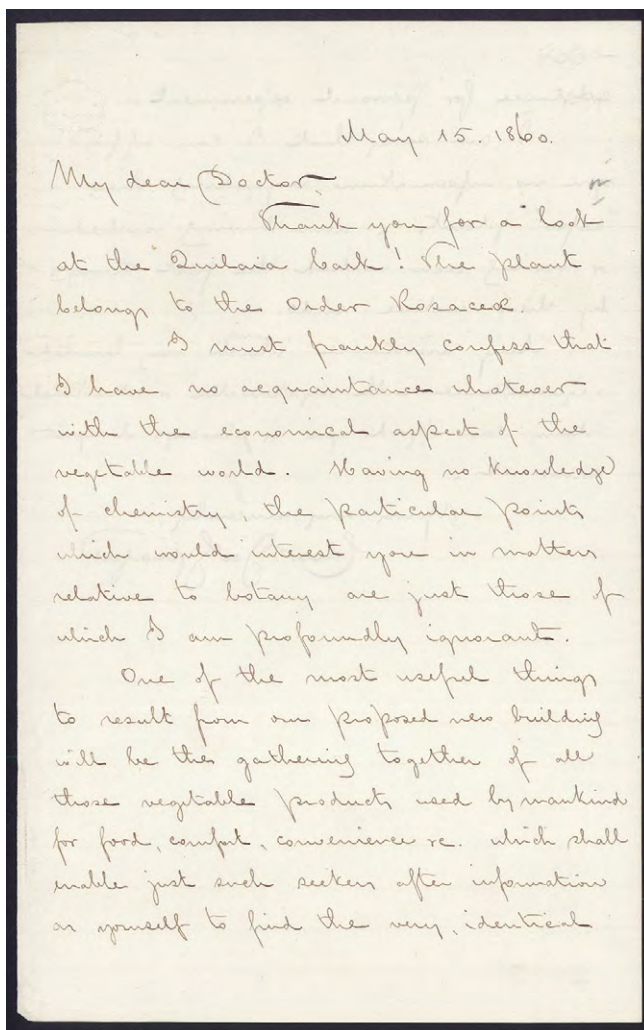 May 15. 1860.
My dear Doctor,
Thank you for a look
at the Quilaia bark! The plant
belongs to the Order Rosaceæ.
I must frankly confess that
I have no acquaintance whatever
with the economical aspect of the
vegetable world. Having no knowledge
of chemistry, the particular points
which would interest you in matters
relative to botany are just those of
which I am profoundly ignorant.
One of the most useful things
to result from our proposed new building
will be the gathering together of all
those vegetable products used by mankind
for food, comfort, convenience &c. which shall
enable just such seekers after information
as yourself to find the very, identical